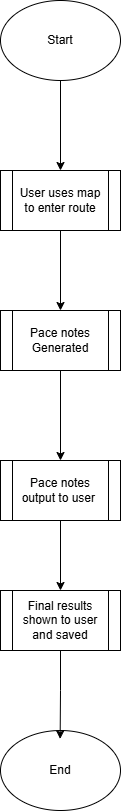 Start
User uses map
to enter route
Pace notes
Generated
Pace notes
output to user
Final results
shown to user
and saved
End